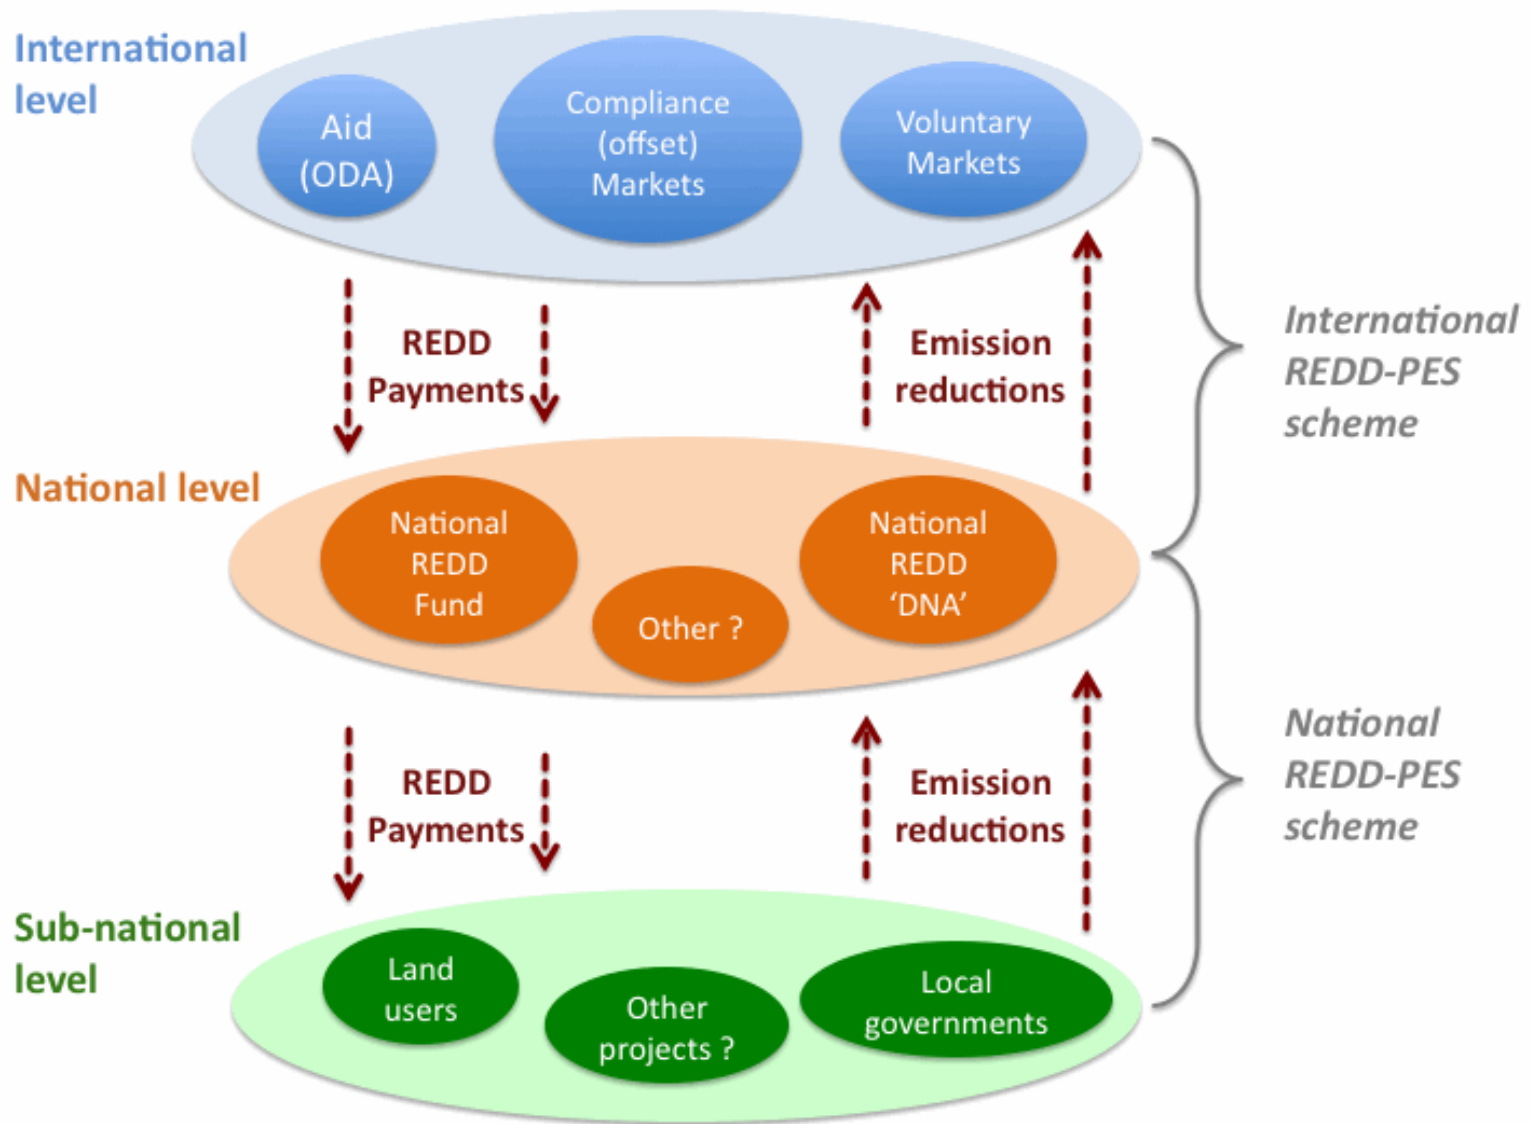 International
level
Aid
(ODA)
Compliance
(offset)
Markets
Voluntary
Markets
REDD
Payments
Emission
reductions
International
REDD-PES
scheme
National level
National
REDD
Fund
Other ?
National
REDD
‘DNA’
REDD
Payments
Emission
reductions
National
REDD-PES
scheme
Sub-national
level
Land
users
Other
projects ?
Local
governments